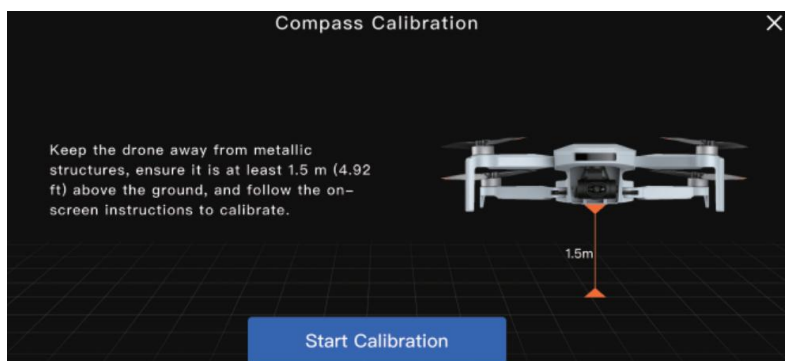 Compass Calibration
Keep the drone away from metallic
structures, ensure it is at least 1.5 m (4.92
ft) above the ground, and follow the on-
screen instructions to calibrate.
1.5m
Start Calibration